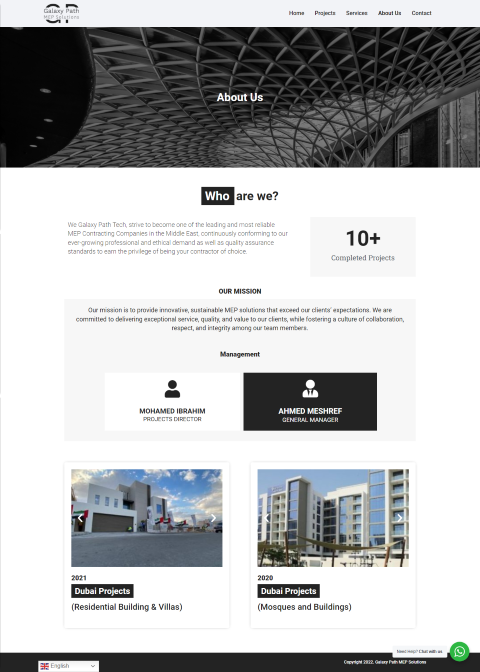 GP
Galaxy Path
MEP Solutions
Home Projects Services About Us Contact
About Us
Who are we?
We Galaxy Path Tech, strive to become one of the leading and most reliable
MEP Contracting Companies in the Middle East, continuously conforming to our
ever-growing professional and ethical demand as well as quality assurance
standards to earn the privilege of being your contractor of choice.
10+
Completed Projects
OUR MISSION
Our mission is to provide innovative, sustainable MEP solutions that exceed our clients' expectations. We are
committed to delivering exceptional service, quality, and value to our clients, while fostering a culture of collaboration,
respect, and integrity among our team members.
Management
MOHAMED IBRAHIM
PROJECTS DIRECTOR
AHMED MESHREF
GENERAL MANAGER
2021
Dubai Projects
(Residential Building & Villas)
2020
Dubai Projects
(Mosques and Buildings)
Need Help? Chat with us
English
Copyright 2022. Galaxy Path MEP Solutions